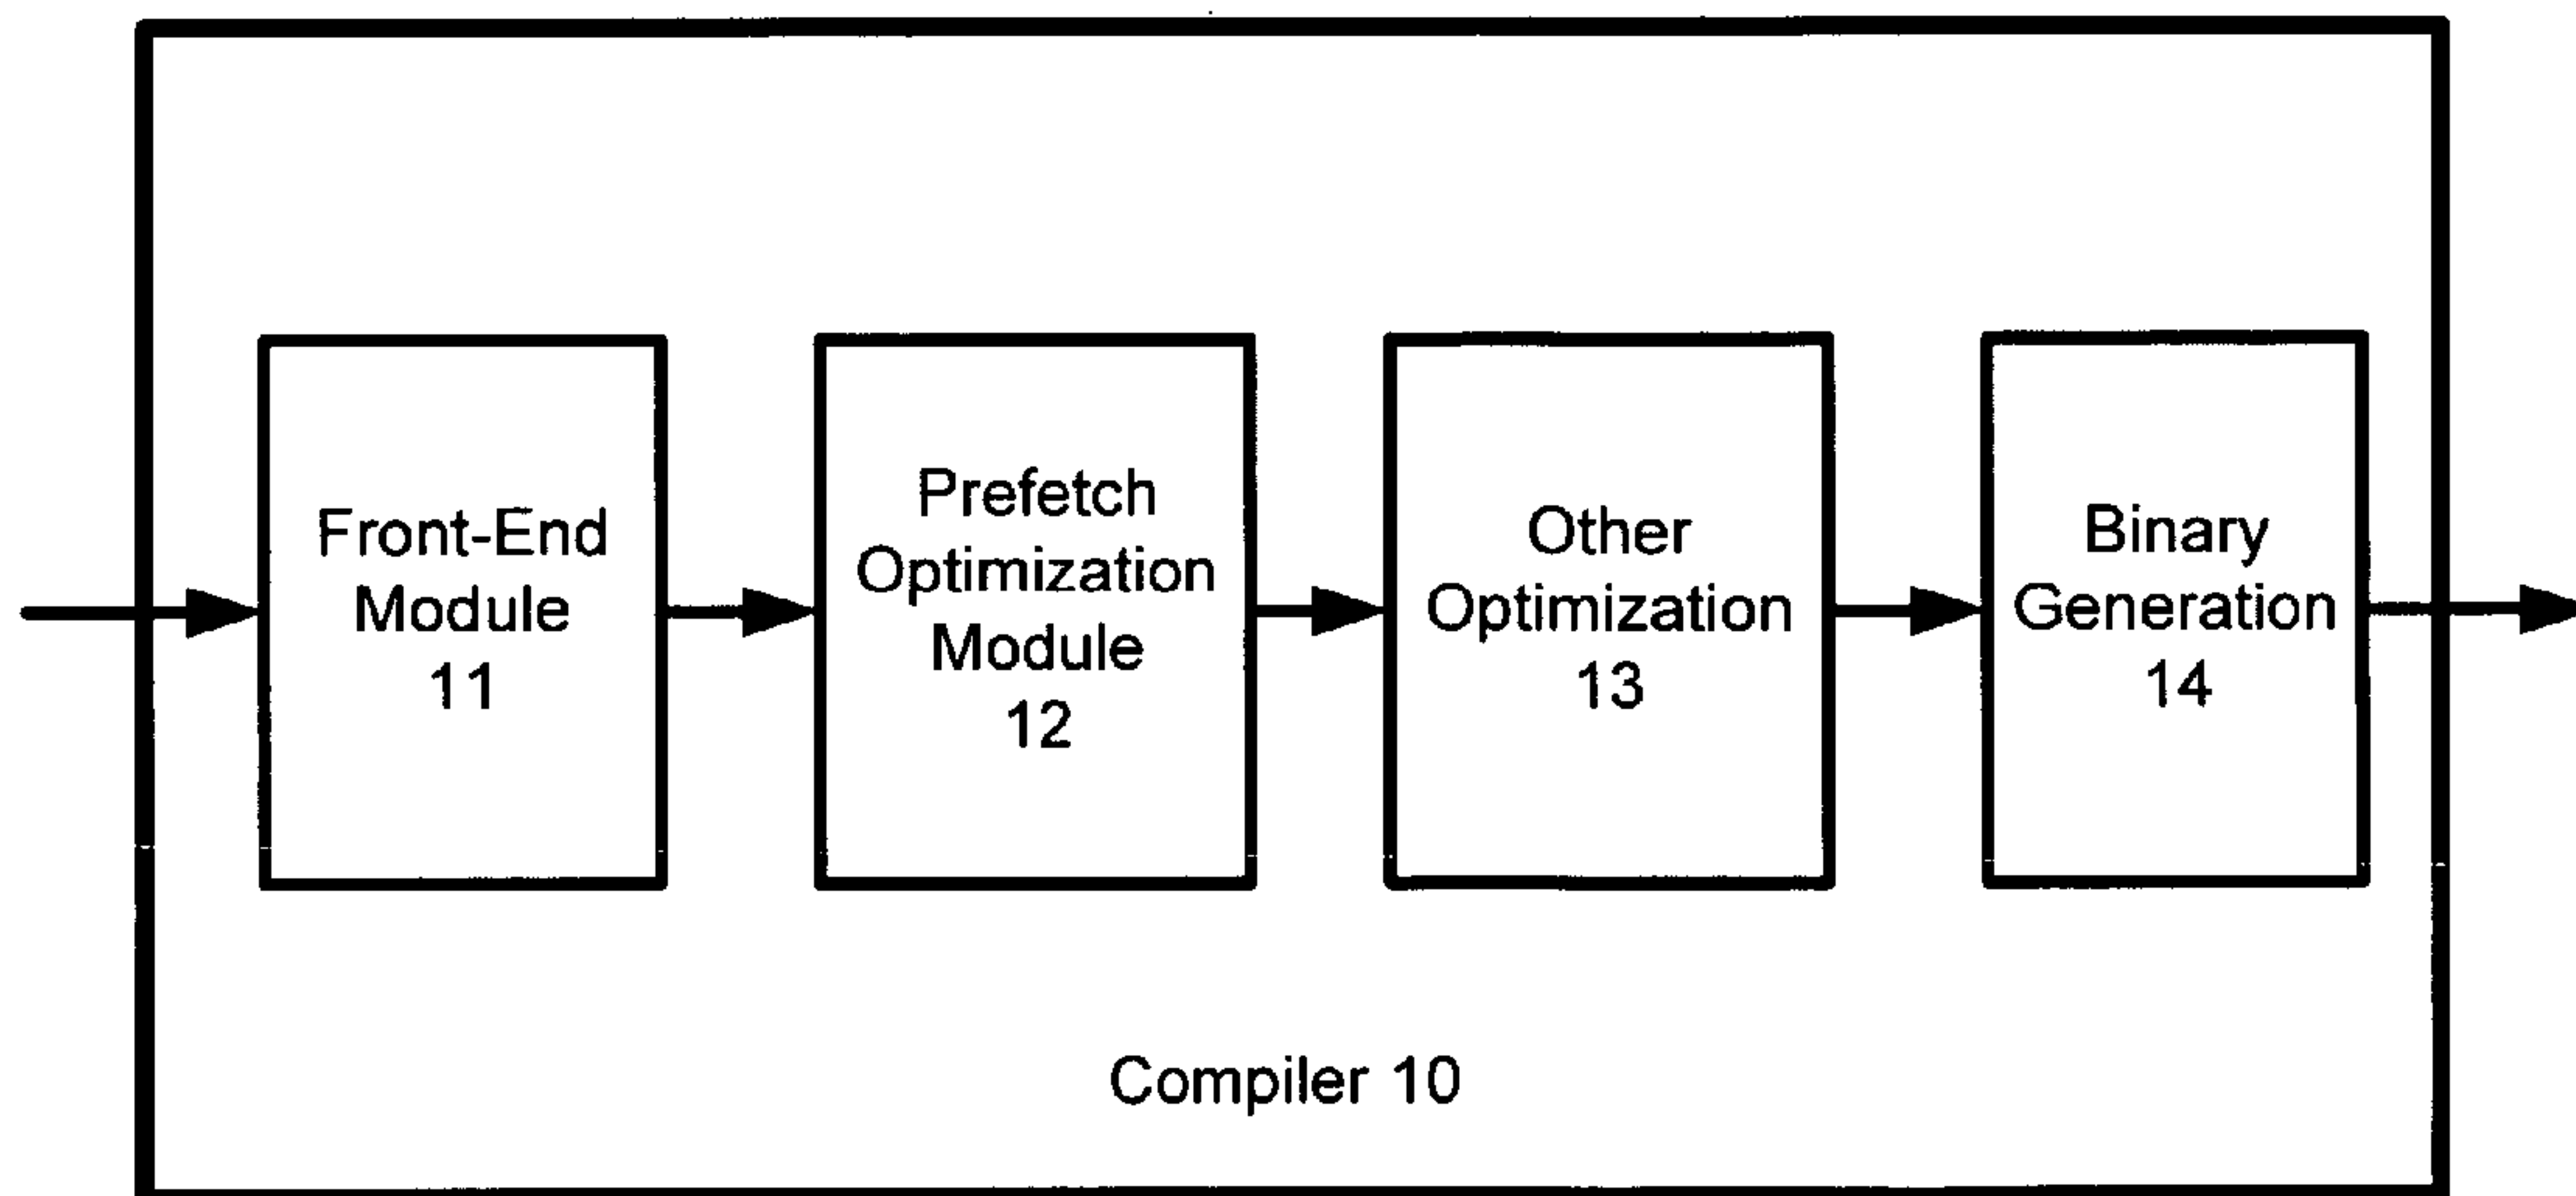 Front-End
Module
11
Prefetch
Optimization
Module
12
Other
Optimization
13
Binary
Generation
14
Compiler 10